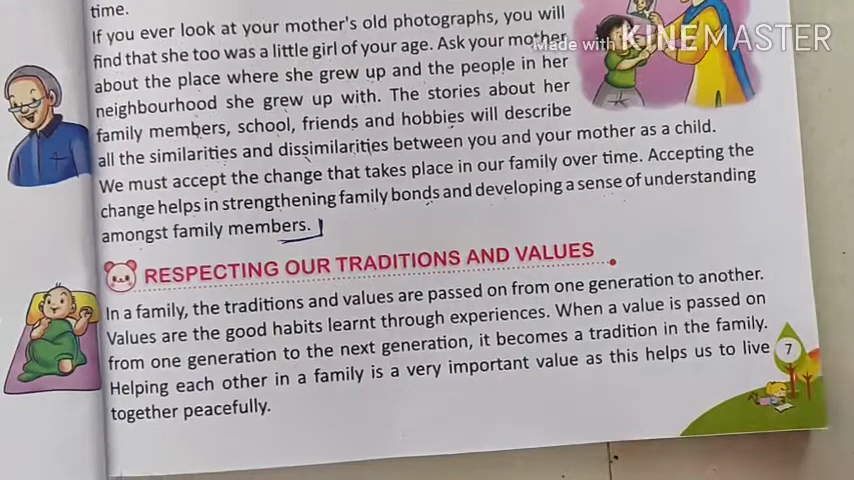 time.
If you ever look at your mother's old photographs, you will
find that she too was a little girl of your age. Ask your mother
Made with KINEMASTER
about the place where she grew up and the people in her
neighbourhood she grew up with. The stories about her
family members, school, friends and hobbies will describe
all the similarities and dissimilarities between you and your mother as a child.
We must accept the change that takes place in our family over time. Accepting the
change helps in strengthening family bonds and developing a sense of understanding
amongst family members.
RESPECTING OUR TRADITIONS AND VALUES
In a family, the traditions and values are passed on from one generation to another.
Values are the good habits learnt through experiences. When a value is passed on
from one generation to the next generation, it becomes a tradition in the family.
Helping each other in a family is a very important value as this helps us to live
together peacefully.
7